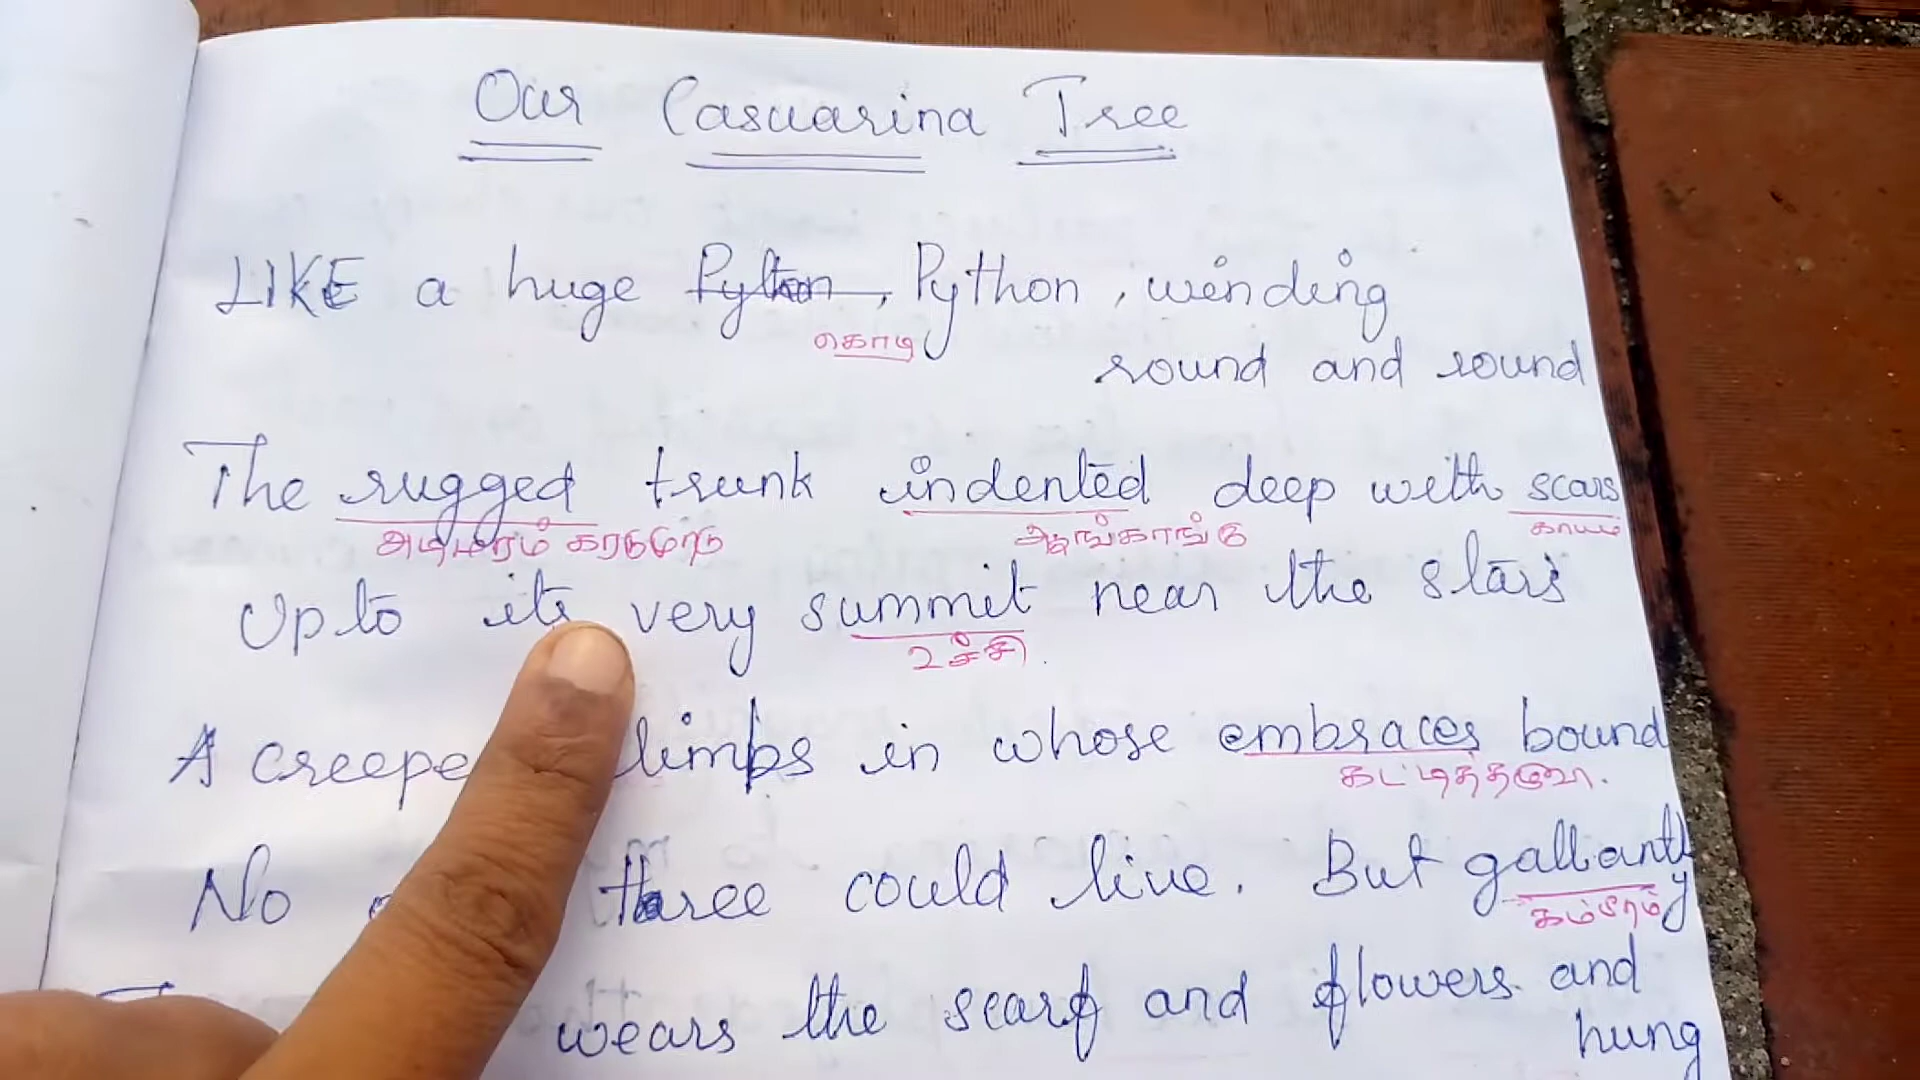 Our Casuarina Tree
LIKE a huge Pyton, Python, winding
கொடி
round and round
The rugged trunk indented deep with scars
அடிமரம் கரடுமுரடு ஆங்காங்கு காயம்
Up to its very summit near the stars
உச்சி.
A limbs in whose embraces bound
கட்டித்தழுவு.
No three could live. But gallantly
கம்பீரம்
wears the scarf and flowers and
hung